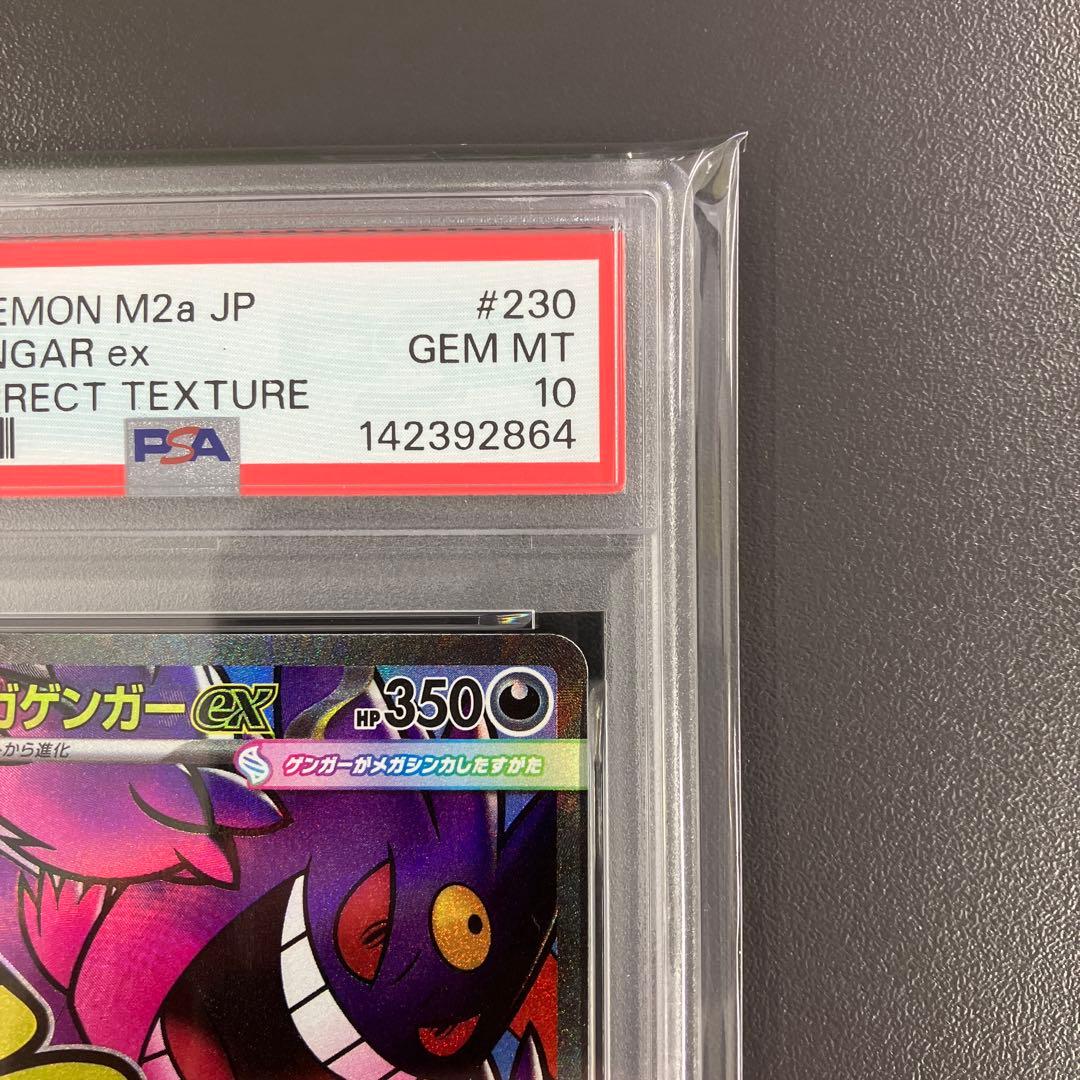 EMON M2a JP #230
NGAR ex GEM MT
RRECT TEXTURE 10
PSA 142392864
ガゲンガーex HP350
から進化
ゲンガーがメガシンカしたすがた